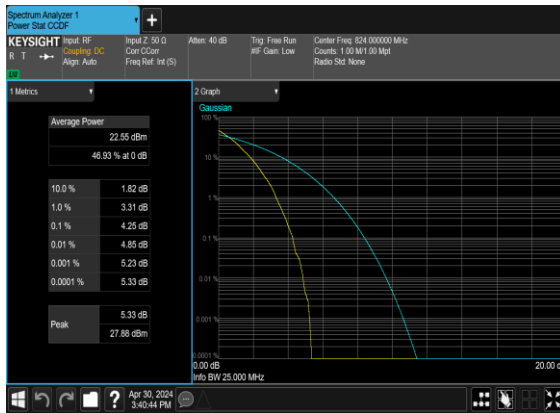 Spectrum Analyzer 1
Power Stat CCDF
KEYSIGHT
R T
Input: RF
Coupling: DC
Align: Auto
Input Z: 50 Ω
Corr CCorr
Freq Ref: Int (S)
Atten: 40 dB
Trig: Free Run
#IF Gain: Low
Center Freq: 824.000000 MHz
Counts: 1.00 M/1.00 Mpt
Radio Std: None
1 Metrics
Average Power
22.55 dBm
46.93 % at 0 dB
10.0 % 1.82 dB
1.0 % 3.31 dB
0.1 % 4.25 dB
0.01 % 4.85 dB
0.001 % 5.23 dB
0.0001 % 5.33 dB
Peak 5.33 dB
27.88 dBm
2 Graph
Gaussian
100 %
10 %
1 %
0.1 %
0.01 %
0.001 %
0.0001 %
0.00 dB
20.00 d
Info BW 25.000 MHz
?
Apr 30, 2024
3:40:44 PM